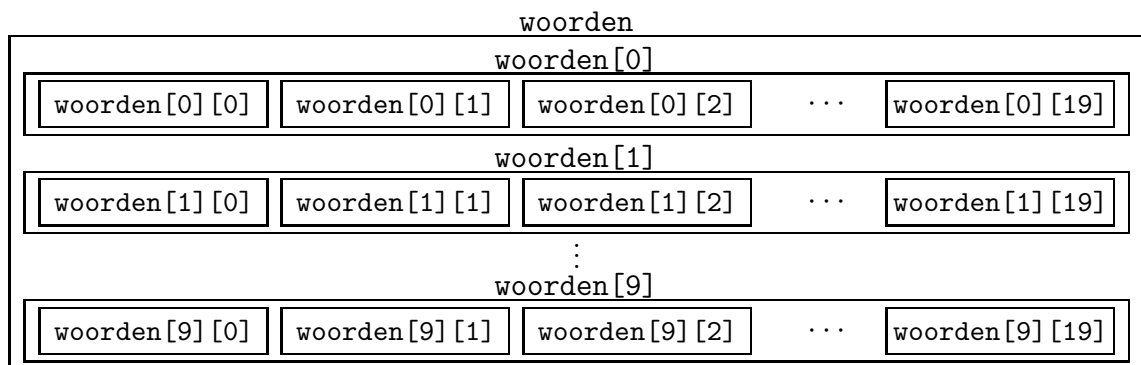 woorden
woorden[0]
woorden[0][0] woorden[0][1] woorden[0][2] ··· woorden[0][19]
woorden[1]
woorden[1][0] woorden[1][1] woorden[1][2] ··· woorden[1][19]
⋮
woorden[9]
woorden[9][0] woorden[9][1] woorden[9][2] ··· woorden[9][19]